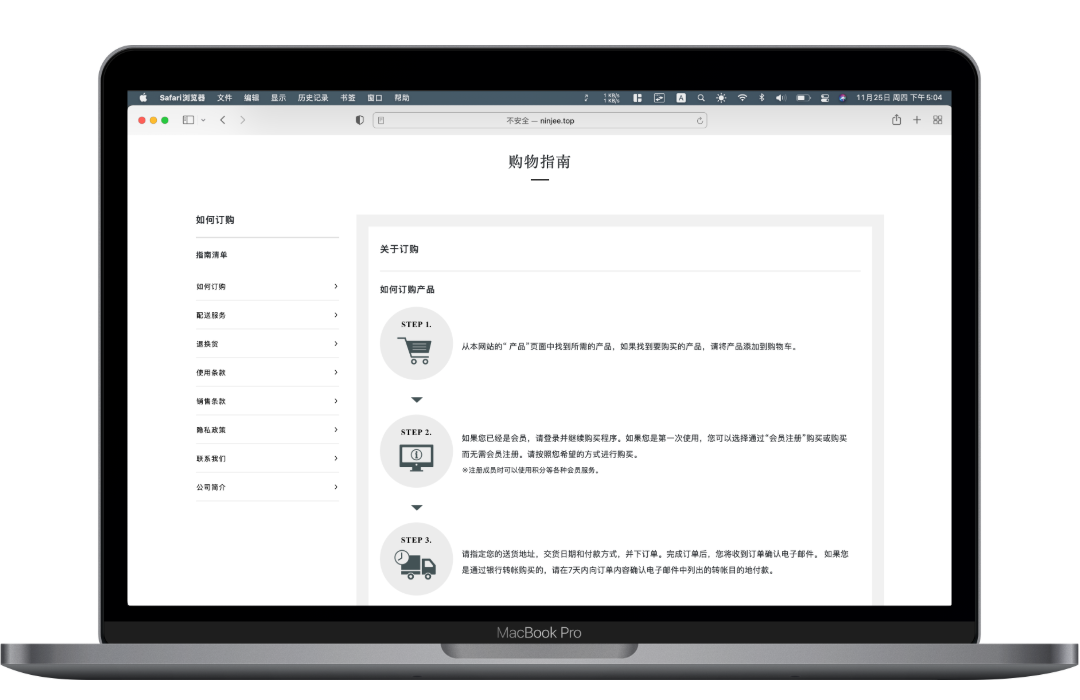 Safari浏览器 文件 编辑 显示 历史记录 书签 窗口 帮助
1 KB/s
1 KB/s
A
11月25日 周四 下午5:04
不安全 — ninjee.top
购物指南
如何订购
指南清单
如何订购
配送服务
退换货
使用条款
销售条款
隐私政策
联系我们
公司简介
关于订购
如何订购产品
STEP 1.
从本网站的“ 产品”页面中找到所需的产品，如果找到要购买的产品，请将产品添加到购物车。
STEP 2.
如果您已经是会员，请登录并继续购买程序。如果您是第一次使用，您可以选择通过“会员注册”购买或购买
而无需会员注册。请按照您希望的方式进行购买。
※注册成员时可以使用积分等各种会员服务。
STEP 3.
请指定您的送货地址，交货日期和付款方式，并下订单。完成订单后，您将收到订单确认电子邮件。 如果您
是通过银行转帐购买的，请在7天内向订单内容确认电子邮件中列出的转帐目的地付款。
MacBook Pro